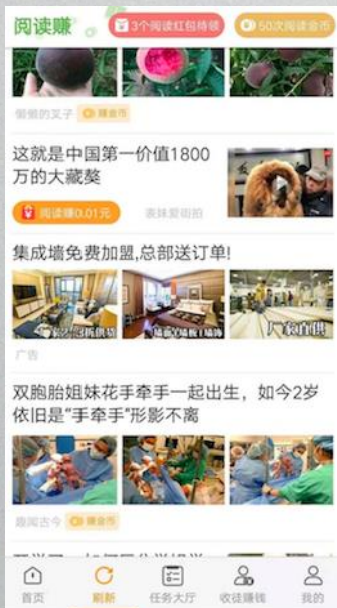 阅读赚
3个阅读红包待领
50次阅读金币
懒懒的叉子
赚金币
这就是中国第一价值1800
万的大藏獒
阅读赚0.01元
表妹爱街拍
集成墙免费加盟,总部送订单!
厂家直供
广告
双胞胎姐妹花手牵手一起出生，如今2岁
依旧是“手牵手”形影不离
趣闻古今
赚金币
首页
刷新
任务大厅
收徒赚钱
我的